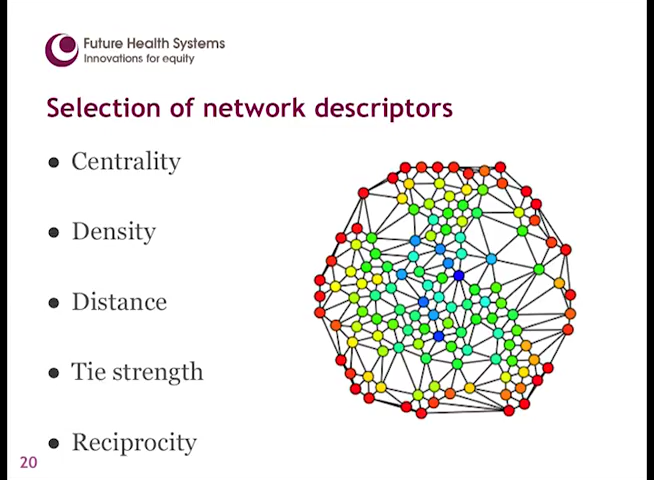 Future Health Systems
Innovations for equity
Selection of network descriptors
● Centrality
● Density
● Distance
● Tie strength
● Reciprocity
20